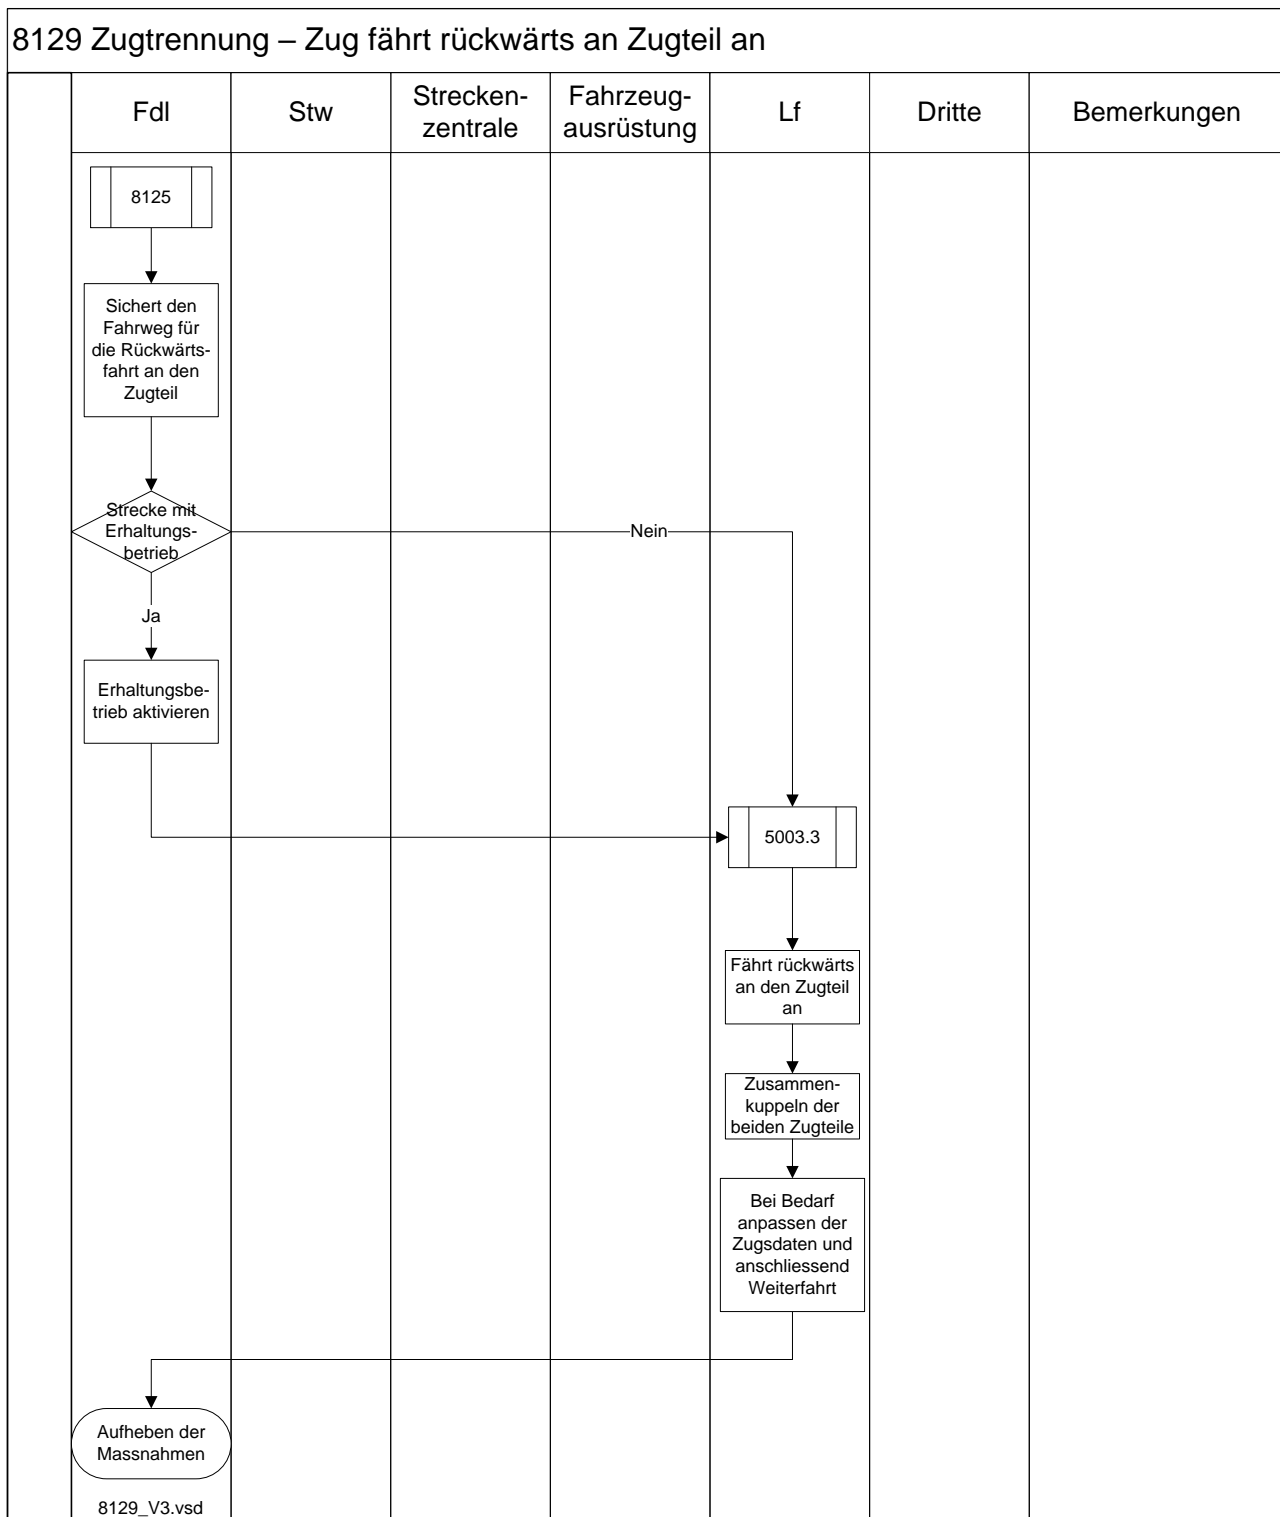 8129 Zugtrennung – Zug fährt rückwärts an Zugteil an
Fdl
Stw
Strecken-
zentrale
Fahrzeug-
ausrüstung
Lf
Dritte
Bemerkungen
8125
Sichert den
Fahrweg für
die Rückwärts-
fahrt an den
Zugteil
Strecke mit
Erhaltungs-
betrieb
Nein
Ja
Erhaltungsbe-
trieb aktivieren
5003.3
Fährt rückwärts
an den Zugteil
an
Zusammen-
kuppeln der
beiden Zugteile
Bei Bedarf
anpassen der
Zugsdaten und
anschliessend
Weiterfahrt
Aufheben der
Massnahmen
8129_V3.vsd